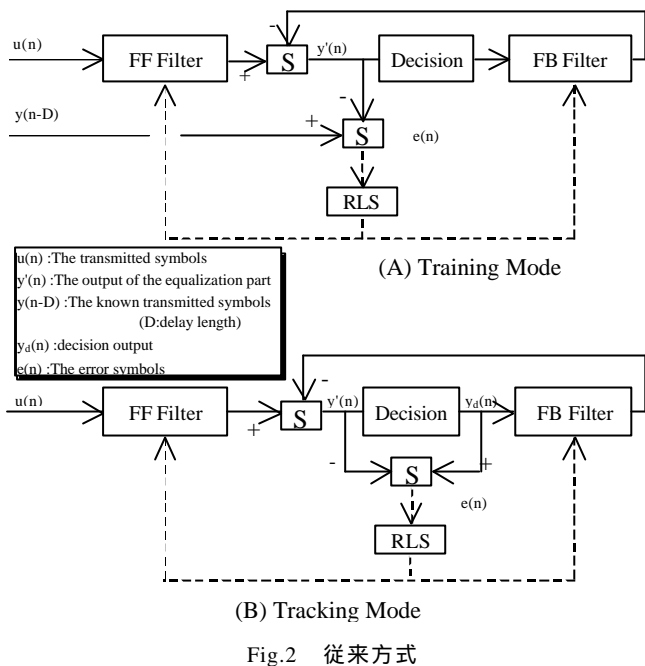 -
u(n)
FF Filter
+
S
y'(n)
Decision
FB Filter
-
y(n-D)
+
S
e(n)
RLS
(A) Training Mode
u(n) :The transmitted symbols
y'(n) :The output of the equalization part
y(n-D) :The known transmitted symbols
(D:delay length)
yd(n) :decision output
e(n) :The error symbols
-
u(n)
FF Filter
+
S
y'(n)
Decision
yd(n)
FB Filter
-
S
+
e(n)
RLS
(B) Tracking Mode
Fig.2 従来方式